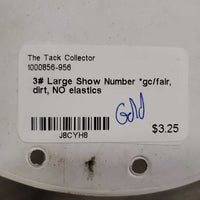 The Tack Collector
1000856-956
3# Large Show Number *gc/fair,
dirt, NO elastics
Gold
J8CYH8
$3.25